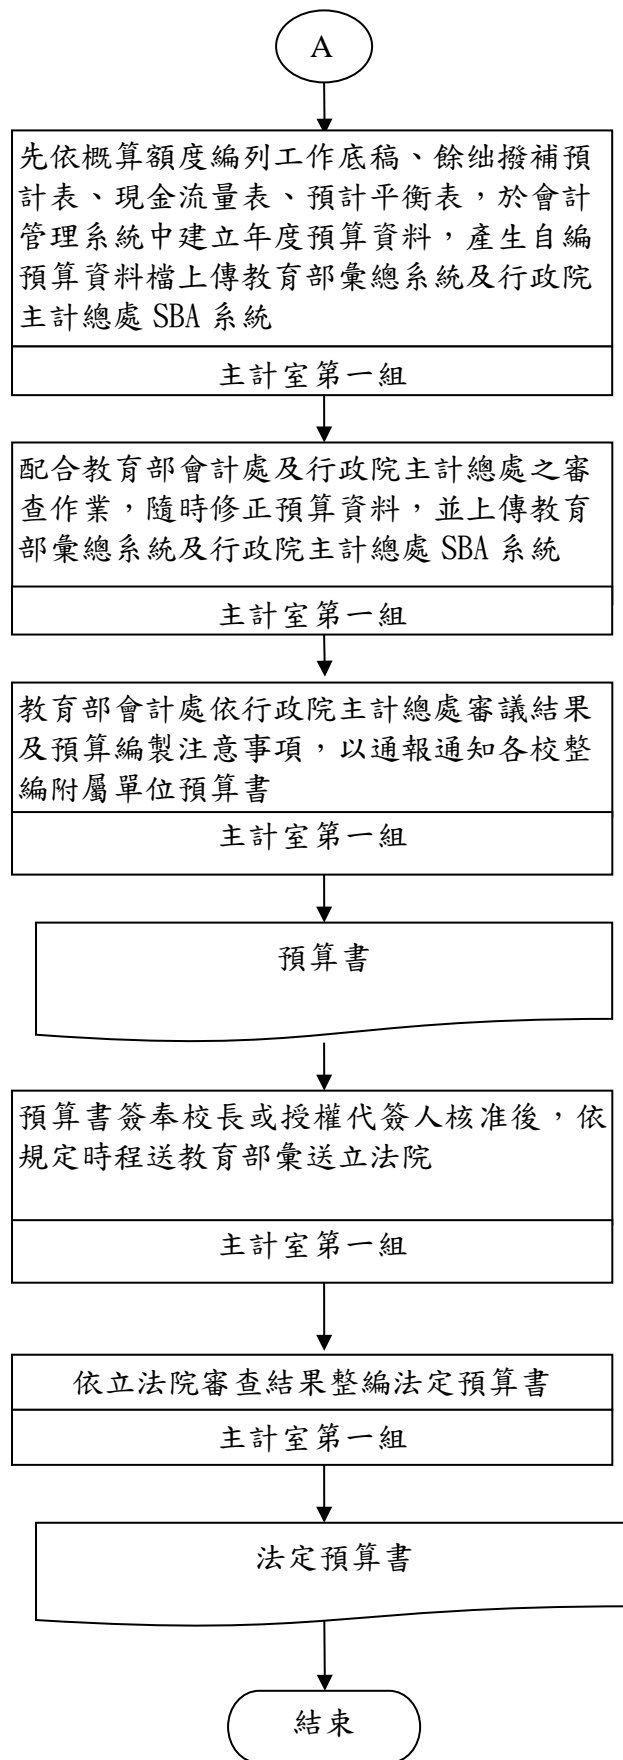 A
先依概算額度編列工作底稿、餘绌撥補預
計表、現金流量表、預計平衡表，於會計
管理系統中建立年度預算資料，產生自編
預算資料檔上傳教育部彙總系統及行政院
主計總處 SBA 系統
主計室第一組
配合教育部會計處及行政院主計總處之審
查作業，隨時修正預算資料，並上傳教育
部彙總系統及行政院主計總處 SBA 系統
主計室第一組
教育部會計處依行政院主計總處審議結果
及預算編製注意事項，以通報通知各校整
編附屬單位預算書
主計室第一組
預算書
預算書簽奉校長或授權代簽人核准後，依
規定時程送教育部彙送立法院
主計室第一組
依立法院審查結果整編法定預算書
主計室第一組
法定預算書
結束